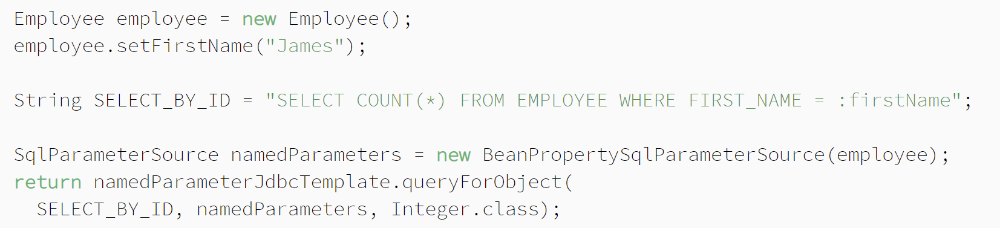 Employee employee = new Employee();
employee.setFirstName("James");
String SELECT_BY_ID = "SELECT COUNT(*) FROM EMPLOYEE WHERE FIRST_NAME = :firstName";
SqlParameterSource namedParameters = new BeanPropertySqlParameterSource(employee);
return namedParameterJdbcTemplate.queryForObject(
  SELECT_BY_ID, namedParameters, Integer.class);